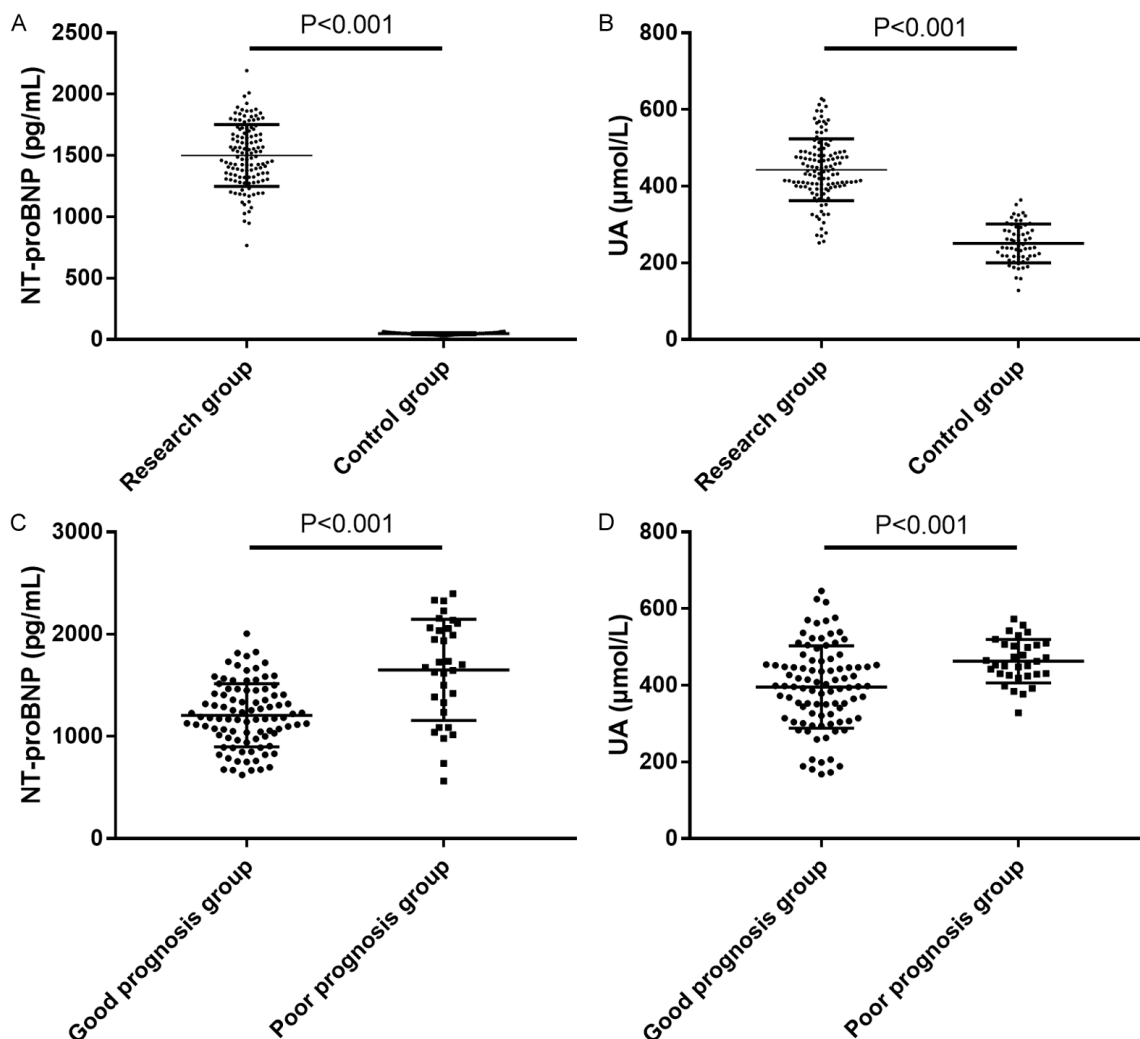 A
P<0.001
NT-proBNP (pg/mL)
2500
2000
1500
1000
500
0
Research group
Control group
B
P<0.001
UA (µmol/L)
800
600
400
200
0
Research group
Control group
C
P<0.001
NT-proBNP (pg/mL)
3000
2000
1000
0
Good prognosis group
Poor prognosis group
D
P<0.001
UA (µmol/L)
800
600
400
200
0
Good prognosis group
Poor prognosis group